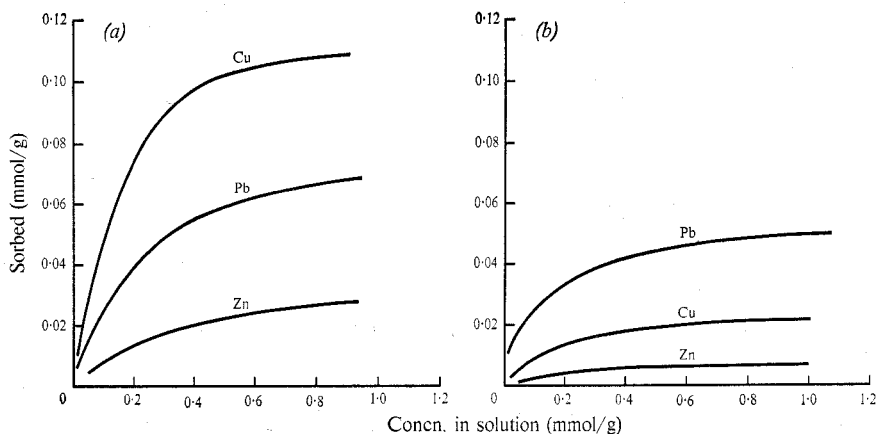 (a)
Sorbed (mmol/g)
0·12
0·10
0·08
0·06
0·04
0·02
0
Cu
Pb
Zn
0·2 0·4 0·6 0·8 1·0 1·2
(b)
0·12
0·10
0·08
0·06
0·04
0·02
0
Pb
Cu
Zn
0·2 0·4 0·6 0·8 1·0 1·2
Concn. in solution (mmol/g)